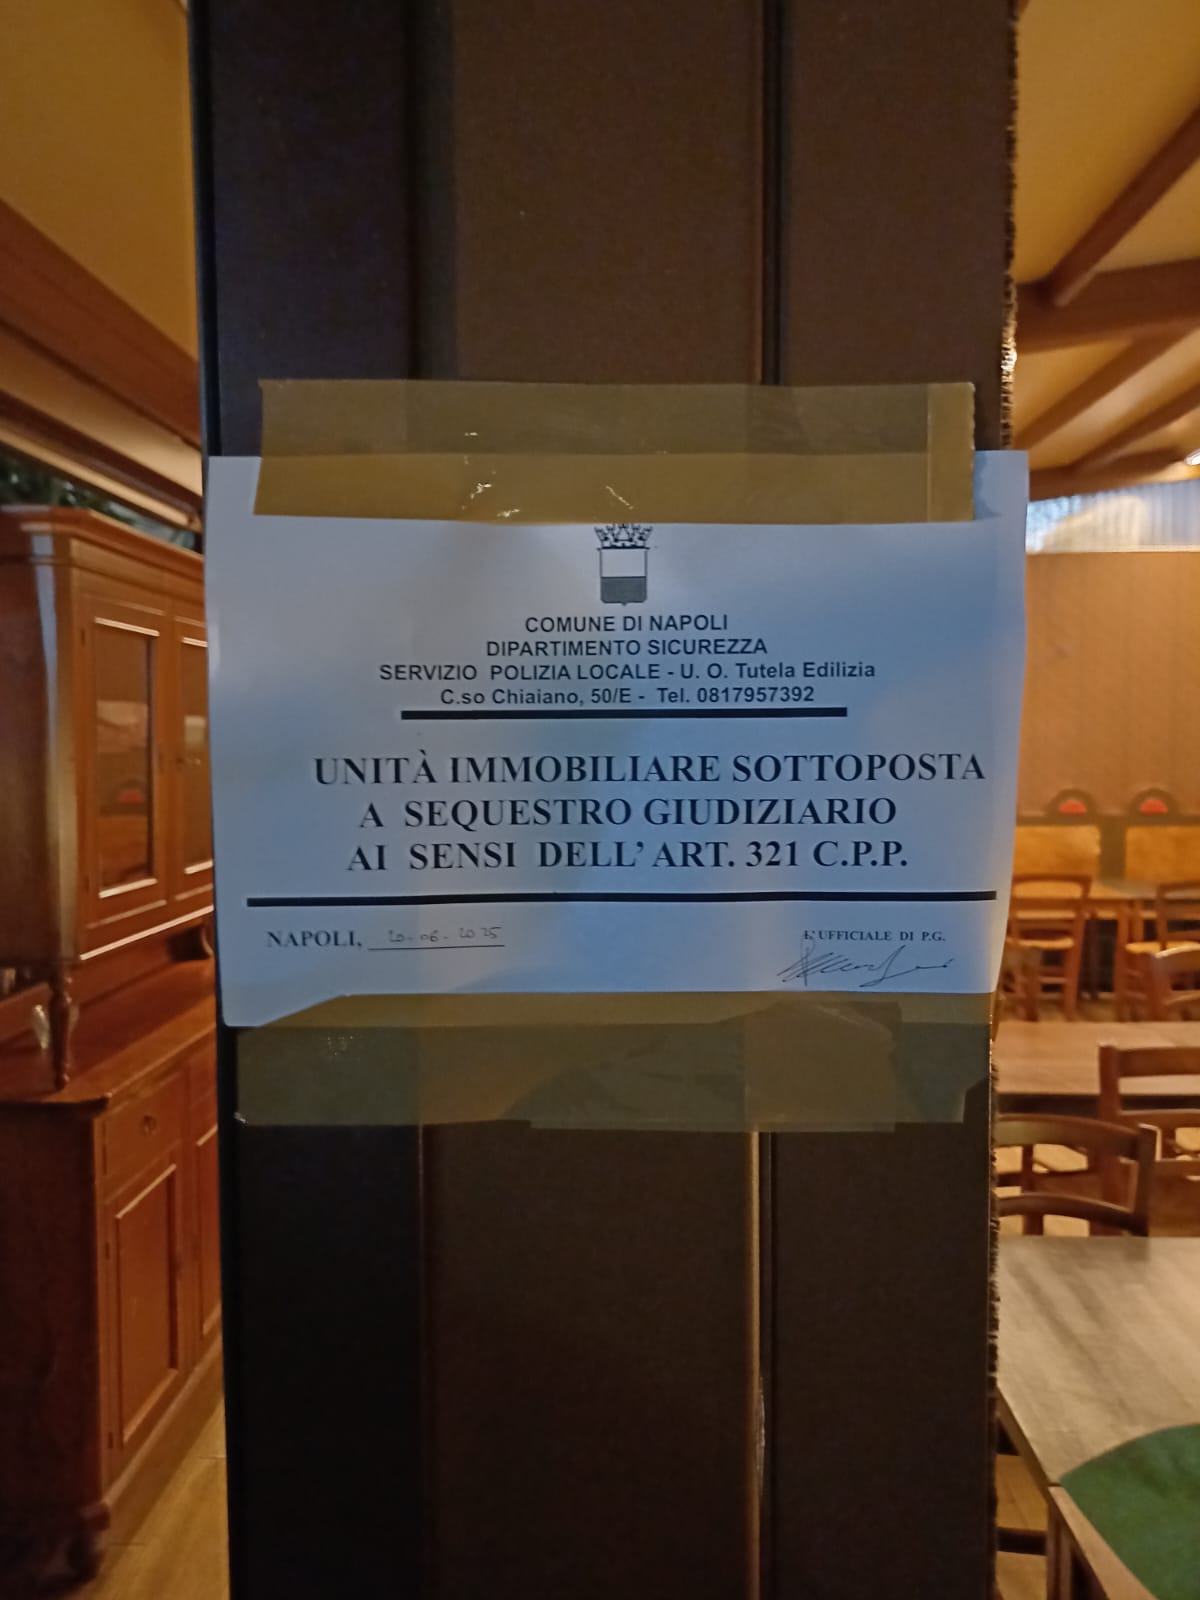 COMUNE DI NAPOLI
DIPARTIMENTO SICUREZZA
SERVIZIO POLIZIA LOCALE - U. O. Tutela Edilizia
C.so Chiaiano, 50/E - Tel. 0817957392
UNITÀ IMMOBILIARE SOTTOPOSTA
A SEQUESTRO GIUDIZIARIO
AI SENSI DELL' ART. 321 C.P.P.
NAPOLI, 20-06-2025
L'UFFICIALE DI P.G.